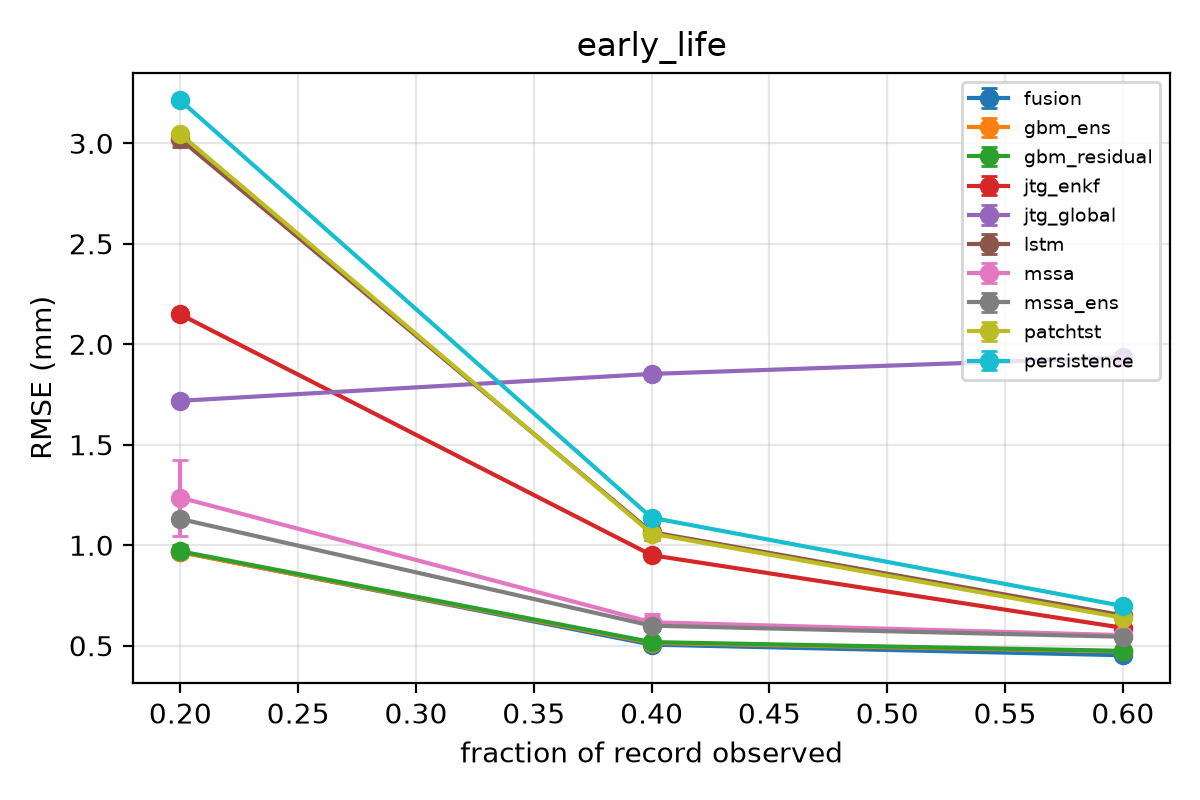 early_life
RMSE (mm)
3.0
2.5
2.0
1.5
1.0
0.5
fusion
gbm_ens
gbm_residual
jtg_enkf
jtg_global
lstm
mssa
mssa_ens
patchtst
persistence
0.20 0.25 0.30 0.35 0.40 0.45 0.50 0.55 0.60
fraction of record observed